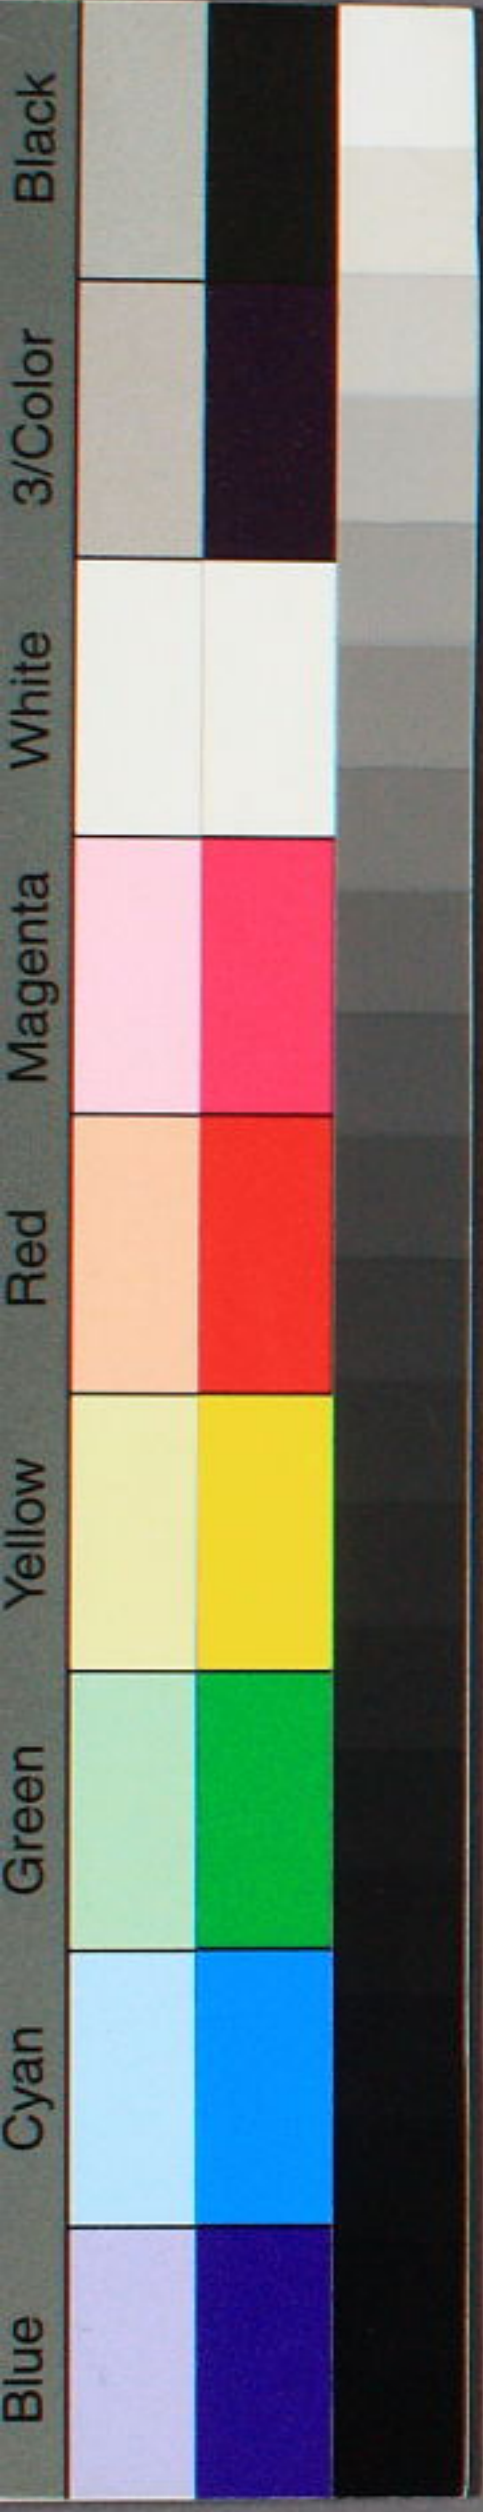 Blue
Cyan
Green
Yellow
Red
Magenta
White
3/Color
Black